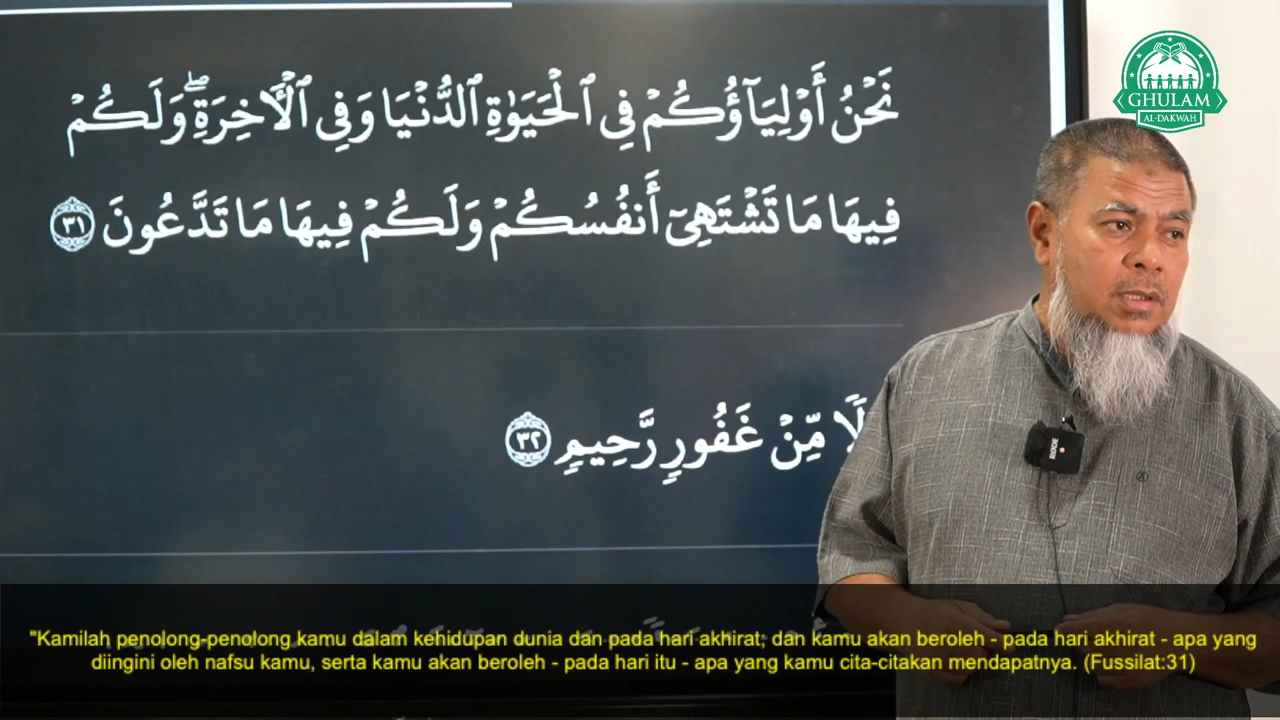 نَحْنُ أَوْلِيَآؤُكُمْ فِى ٱلْحَيَوٰةِ ٱلدُّنْيَا وَفِى ٱلْـَٔاخِرَةِ ۖ وَلَكُمْ
فِيهَا مَا تَشْتَهِىٓ أَنفُسُكُمْ وَلَكُمْ فِيهَا مَا تَدَّعُونَ ٣١
مِّنْ غَفُورٍ رَّحِيمٍ ٣٢
GHULAM
AL-DAKWAH
RODE
"Kamilah penolong-penolong kamu dalam kehidupan dunia dan pada hari akhirat; dan kamu akan beroleh - pada hari akhirat - apa yang
diingini oleh nafsu kamu, serta kamu akan beroleh - pada hari itu - apa yang kamu cita-citakan mendapatnya. (Fussilat:31)